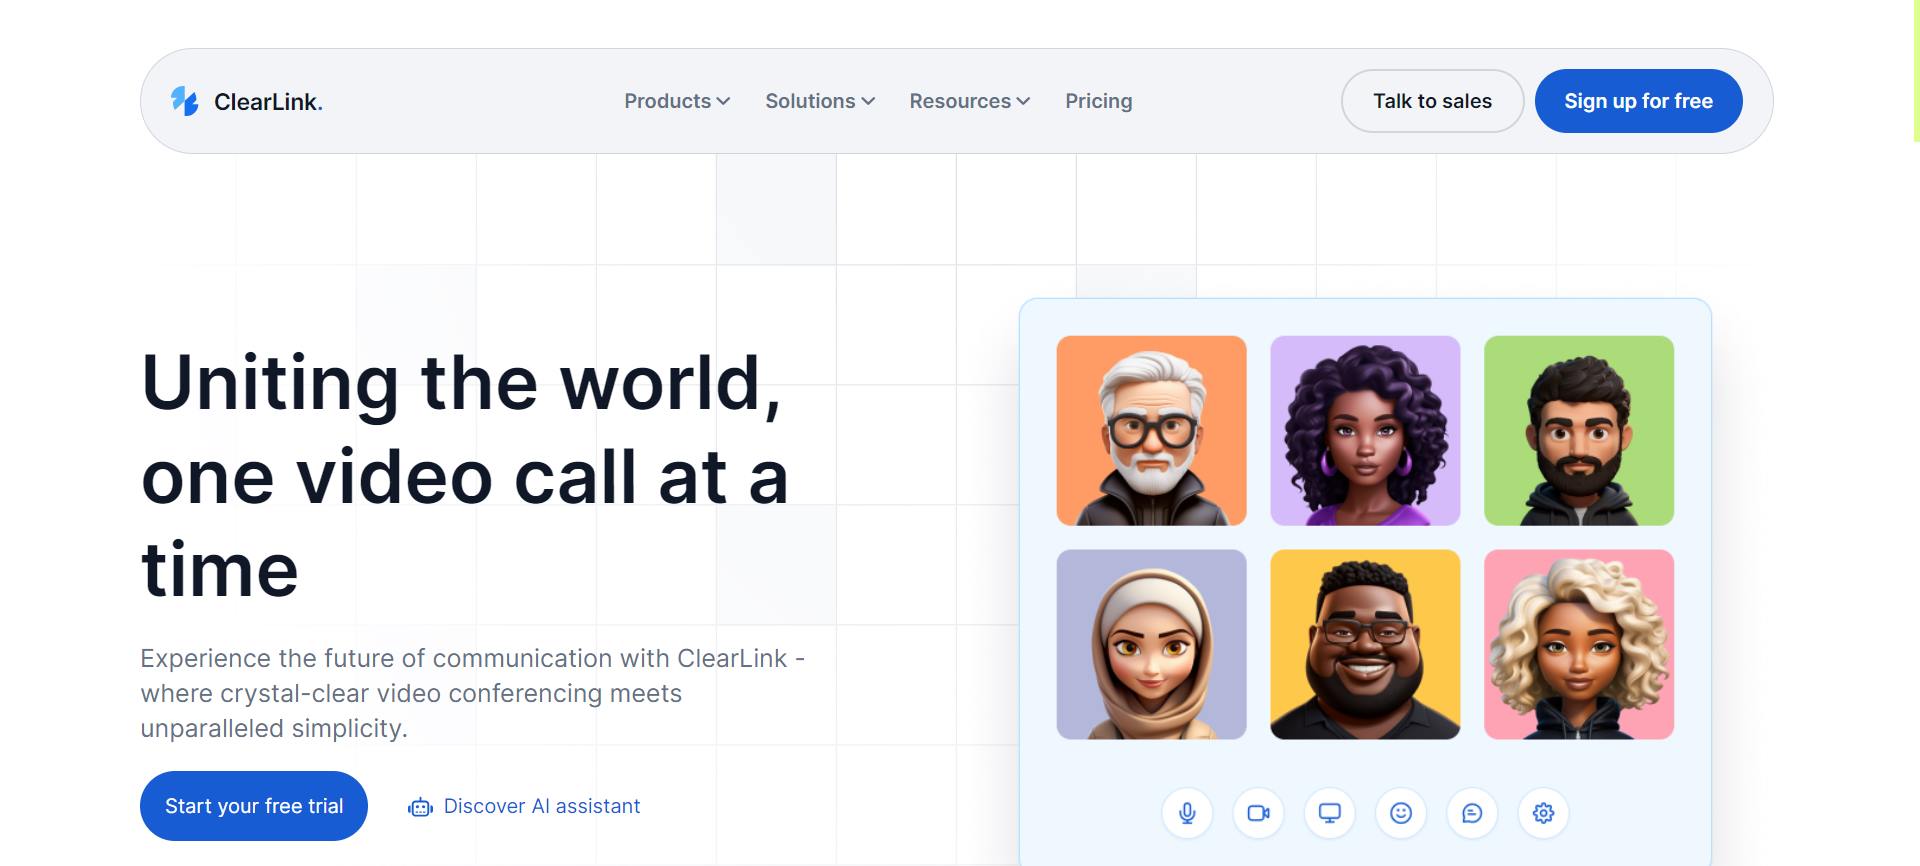 ClearLink.
Products
Solutions
Resources
Pricing
Talk to sales
Sign up for free
Uniting the world,
one video call at a
time
Experience the future of communication with ClearLink -
where crystal-clear video conferencing meets
unparalleled simplicity.
Start your free trial
Discover AI assistant